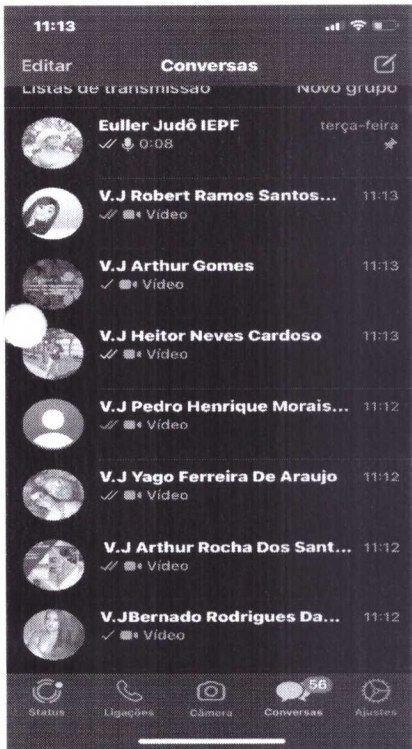 11:13
Editar Conversas
Listas de transmissão Novo grupo
Euller Judô IEPF terça-feira
0:08
V.J Robert Ramos Santos... 11:13
Vídeo
V.J Arthur Gomes 11:13
Vídeo
V.J Heitor Neves Cardoso 11:13
Vídeo
V.J Pedro Henrique Morais... 11:12
Vídeo
V.J Yago Ferreira De Araujo 11:12
Vídeo
V.J Arthur Rocha Dos Sant... 11:12
Vídeo
V.JBernado Rodrigues Da... 11:12
Vídeo
56
Status Ligações Câmera Conversas Ajustes